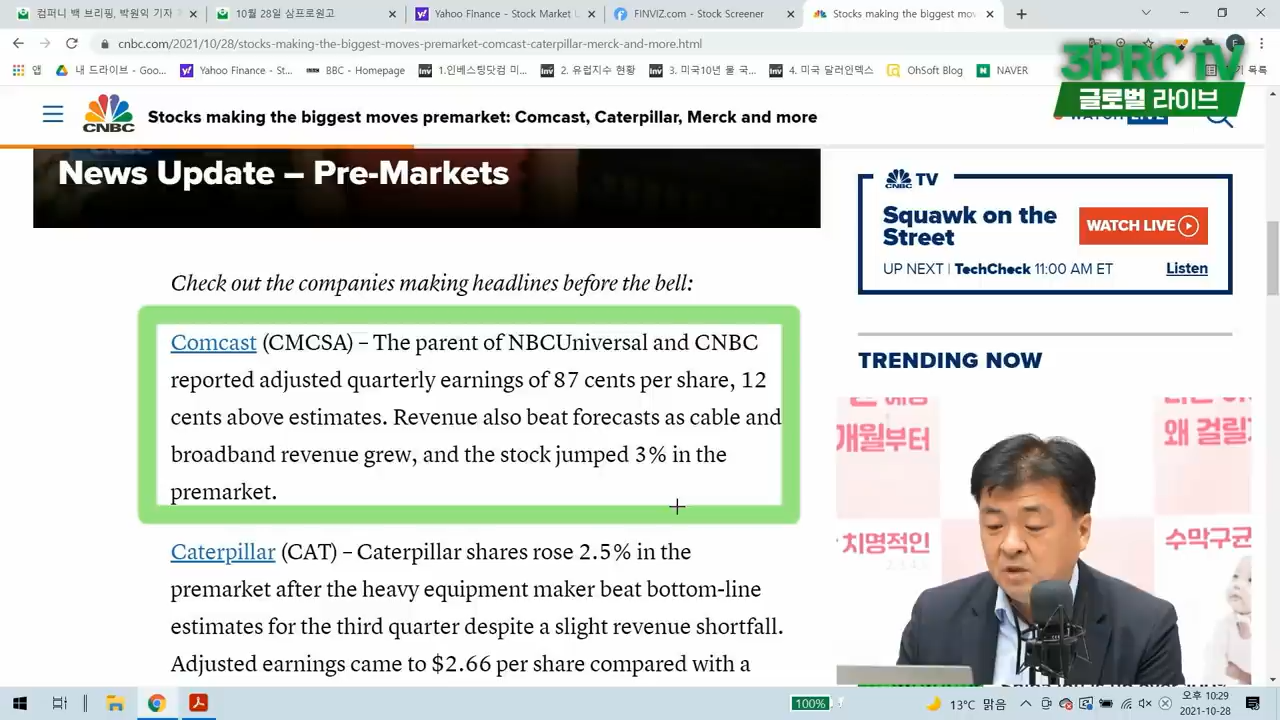 컴퍼니 백 브리핑, 박원익 기자
10월 28일 삼프로원고
Yahoo Finance - Stock Market L
FINVIZ.com - Stock Screener
Stocks making the biggest mov
cnbc.com/2021/10/28/stocks-making-the-biggest-moves-premarket-comcast-caterpillar-merck-and-more.html
앱
내 드라이브 - Goo...
Yahoo Finance - St...
BBC - Homepage
1.인베스팅닷컴 미...
2. 유럽지수 현황
3. 미국10년 물 국...
4. 미국 달러인덱스
OhSoft Blog
NAVER
목록
3PRO TV
글로벌 라이브
CNBC
Stocks making the biggest moves premarket: Comcast, Caterpillar, Merck and more
WATCH LIVE
News Update – Pre-Markets
CNBC TV
Squawk on the
Street
WATCH LIVE
UP NEXT | TechCheck 11:00 AM ET
Listen
Check out the companies making headlines before the bell:
Comcast (CMCSA) – The parent of NBCUniversal and CNBC
reported adjusted quarterly earnings of 87 cents per share, 12
cents above estimates. Revenue also beat forecasts as cable and
broadband revenue grew, and the stock jumped 3% in the
premarket.
TRENDING NOW
개월부터
왜 걸릴
치명적인
수막구균
Caterpillar (CAT) – Caterpillar shares rose 2.5% in the
premarket after the heavy equipment maker beat bottom-line
estimates for the third quarter despite a slight revenue shortfall.
Adjusted earnings came to $2.66 per share compared with a
100%
13°C 맑음
오후 10:29
2021-10-28